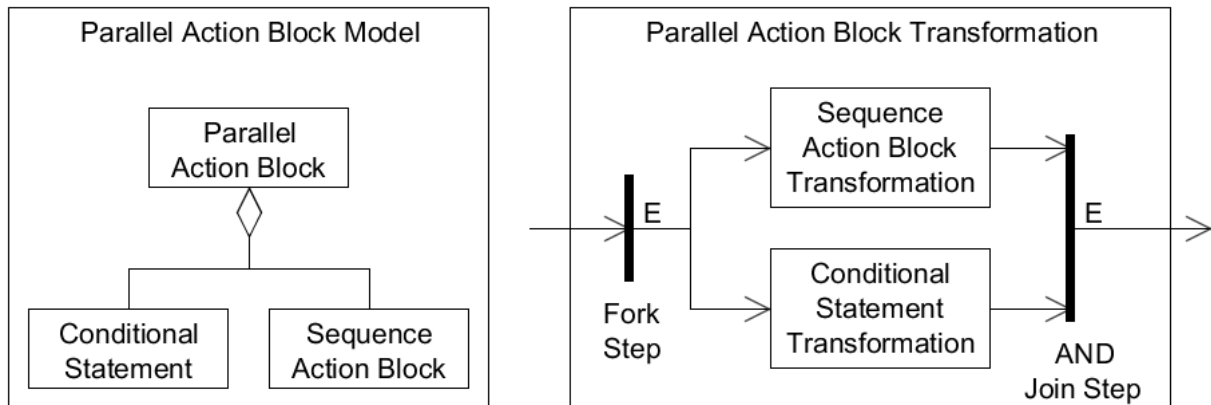 Parallel Action Block Model
Parallel
Action Block
Conditional
Statement
Sequence
Action Block
Parallel Action Block Transformation
Sequence
Action Block
Transformation
E
E
Conditional
Statement
Transformation
Fork
Step
AND
Join Step